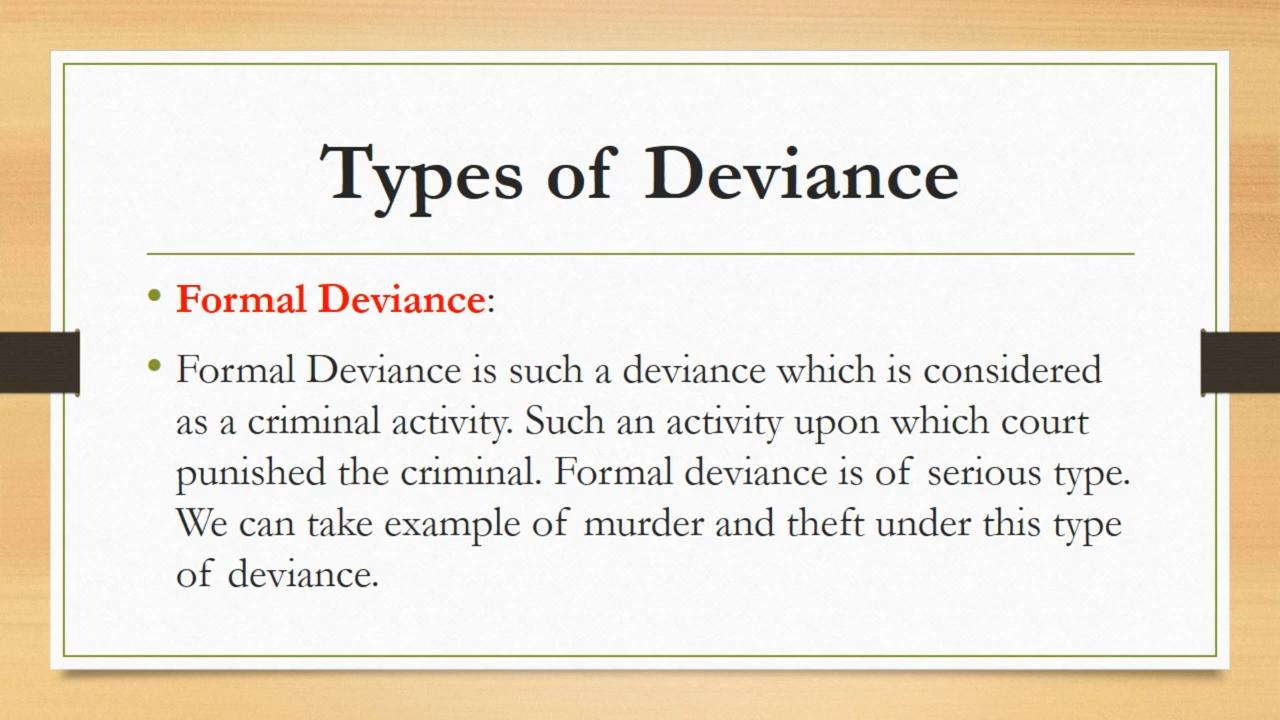 Types of Deviance
• Formal Deviance:
• Formal Deviance is such a deviance which is considered
as a criminal activity. Such an activity upon which court
punished the criminal. Formal deviance is of serious type.
We can take example of murder and theft under this type
of deviance.